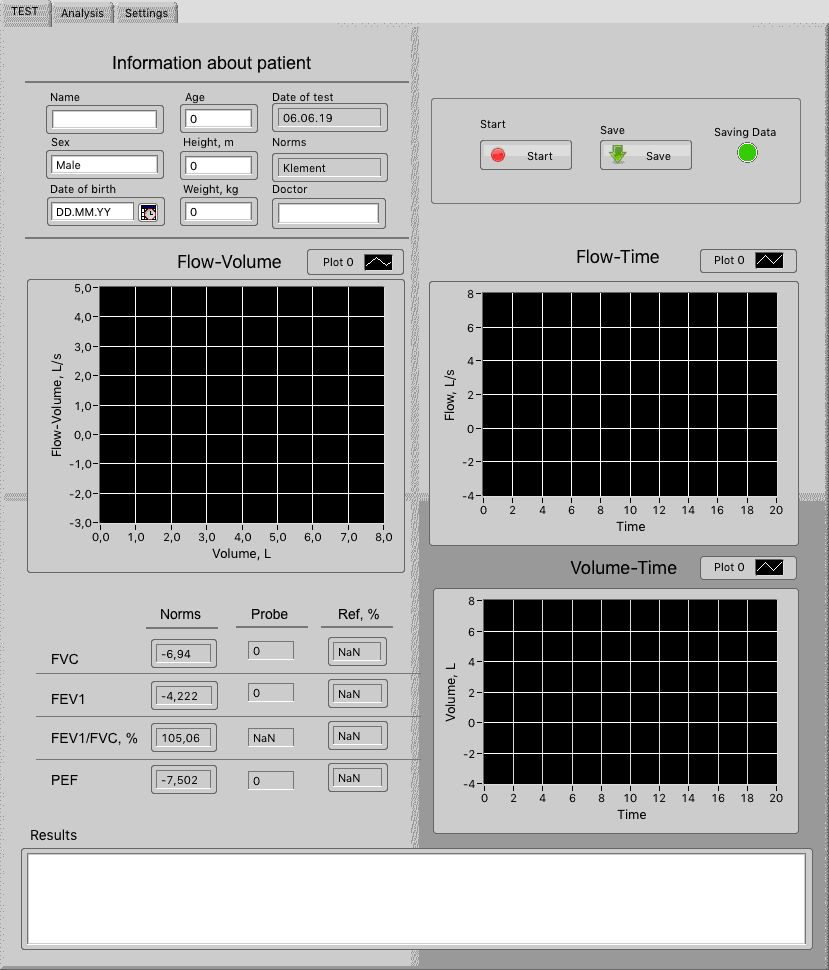 TEST Analysis Settings
Information about patient
Name Age Date of test
0 06.06.19
Sex Height, m Norms
Male 0 Klement
Date of birth Weight, kg Doctor
DD.MM.YY 0
Start Save Saving Data
Start Save
Flow-Volume Plot 0
5,0
4,0
3,0
2,0
1,0
0,0
-1,0
-2,0
-3,0
Flow-Volume, L/s
0,0 1,0 2,0 3,0 4,0 5,0 6,0 7,0 8,0
Volume, L
Flow-Time Plot 0
8
6
4
2
0
-2
-4
Flow, L/s
0 2 4 6 8 10 12 14 16 18 20
Time
Volume-Time Plot 0
8
6
4
2
0
-2
-4
Volume, L
0 2 4 6 8 10 12 14 16 18 20
Time
Norms Probe Ref, %
FVC -6,94 0 NaN
FEV1 -4,222 0 NaN
FEV1/FVC, % 105,06 NaN NaN
PEF -7,502 0 NaN
Results